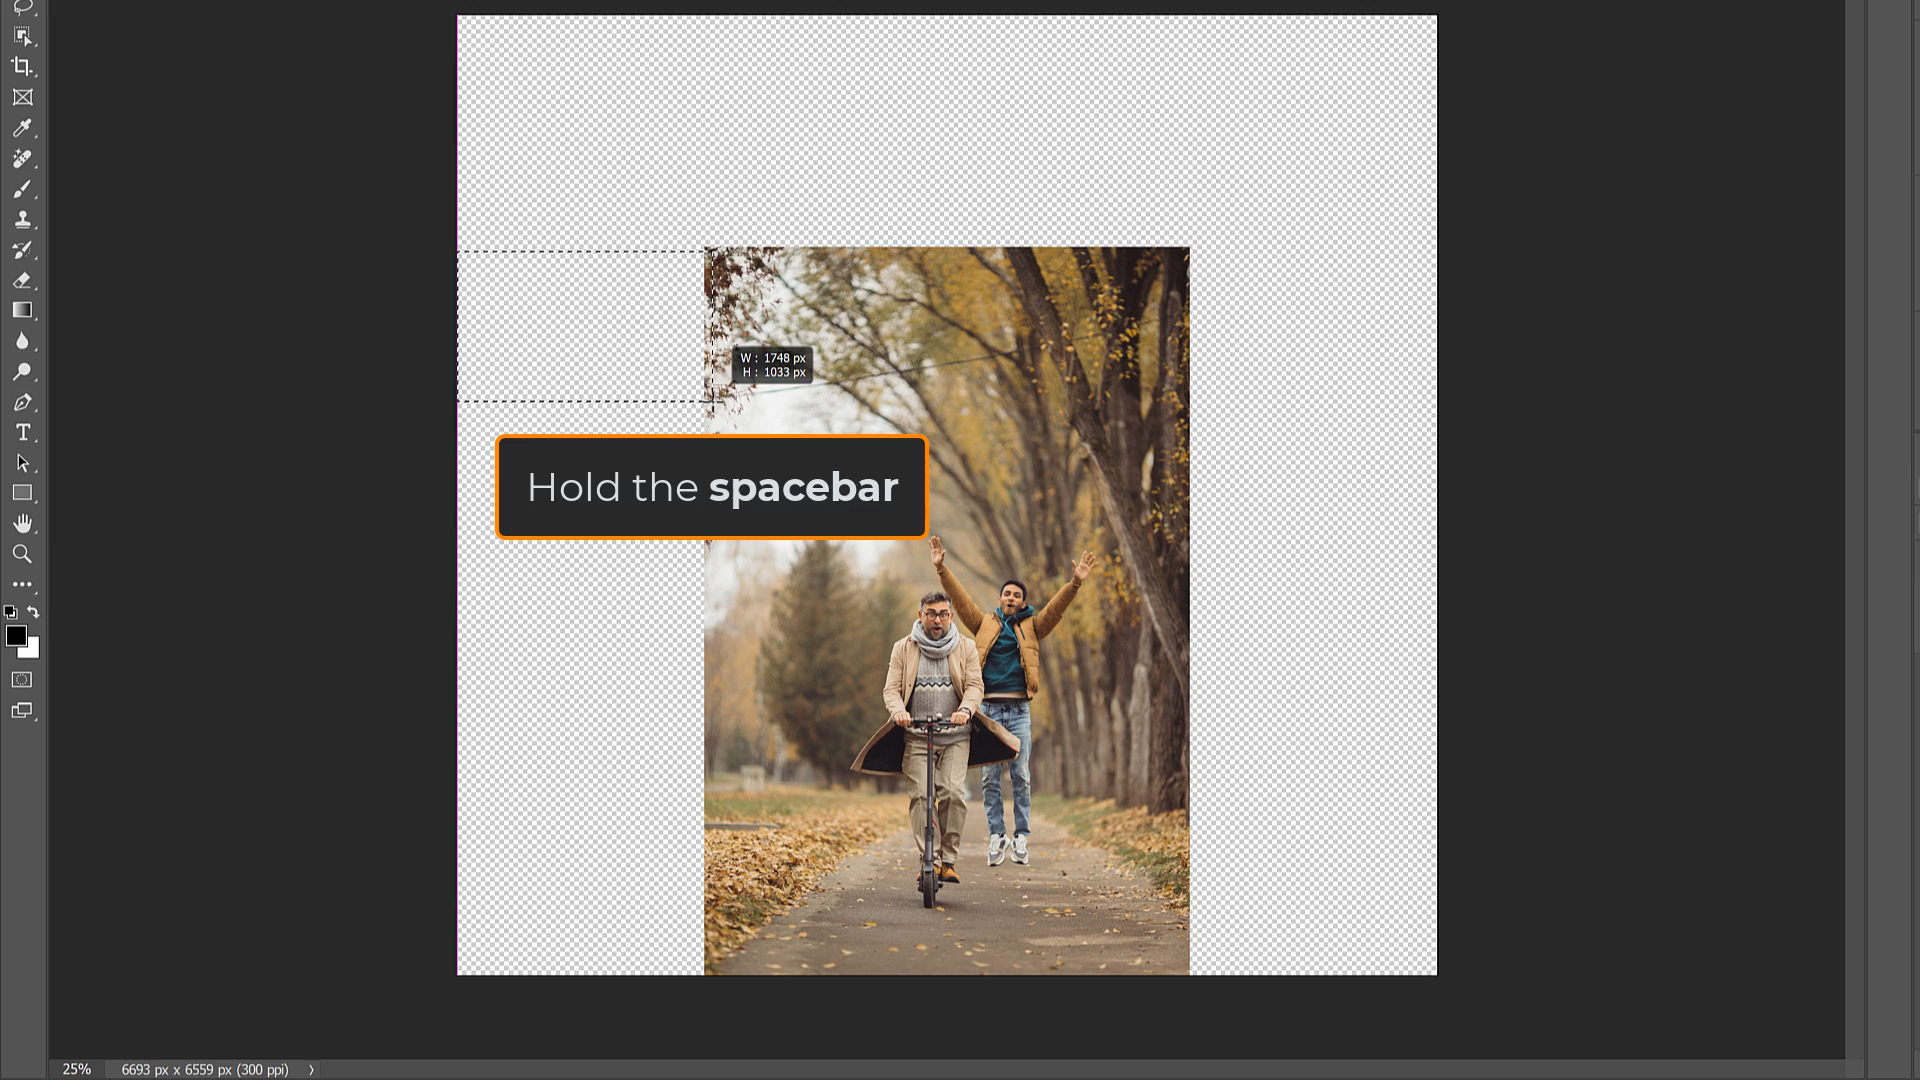 W : 1748 px
H : 1033 px
Hold the spacebar
25%
6693 px x 6559 px (300 ppi)